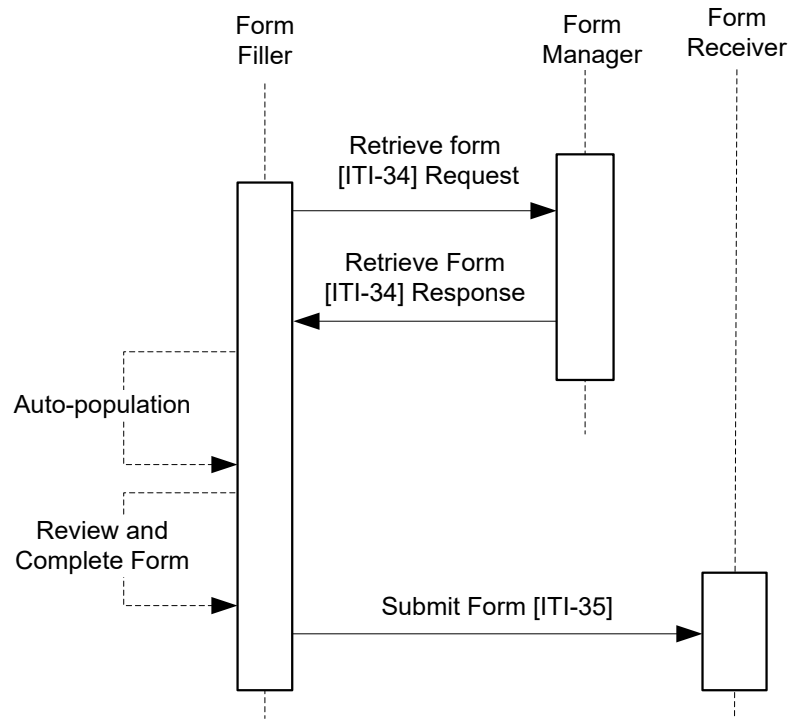 Form
Filler
Form
Manager
Form
Receiver
Retrieve form
[ITI-34] Request
Retrieve Form
[ITI-34] Response
Auto-population
Review and
Complete Form
Submit Form [ITI-35]